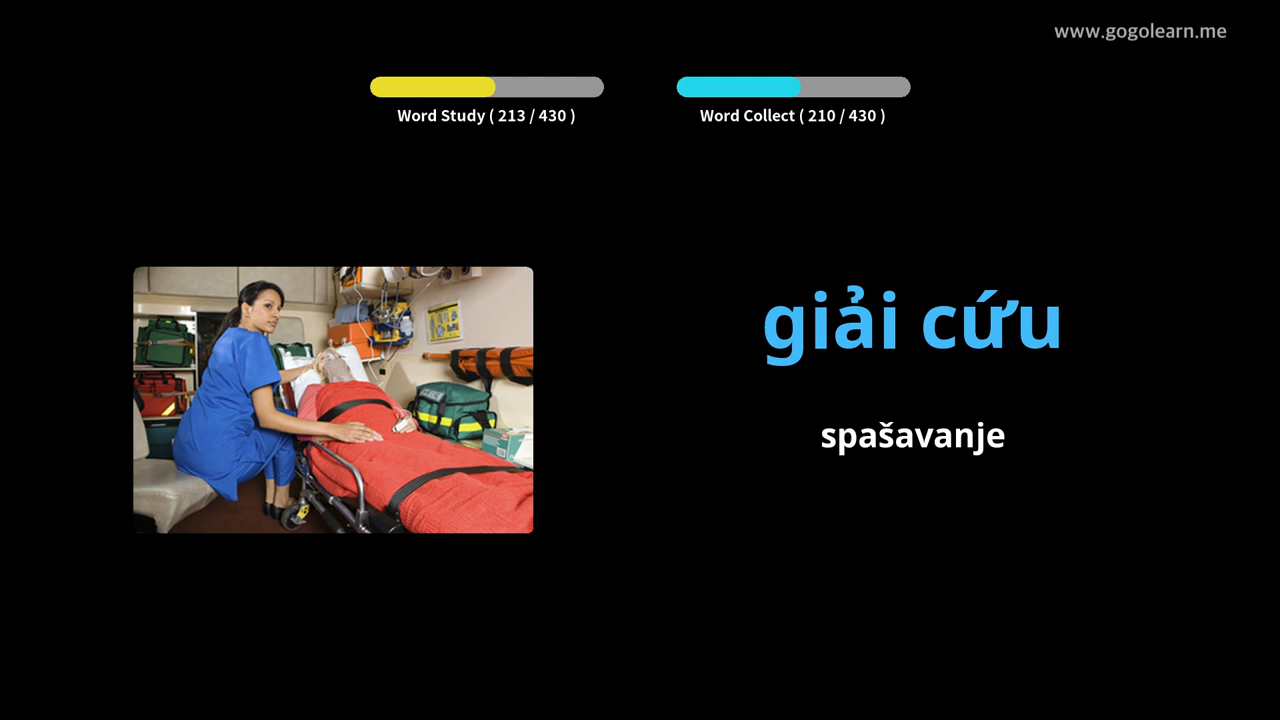 www.gogolearn.me
Word Study ( 213 / 430 )
Word Collect ( 210 / 430 )
giải cứu
spašavanje